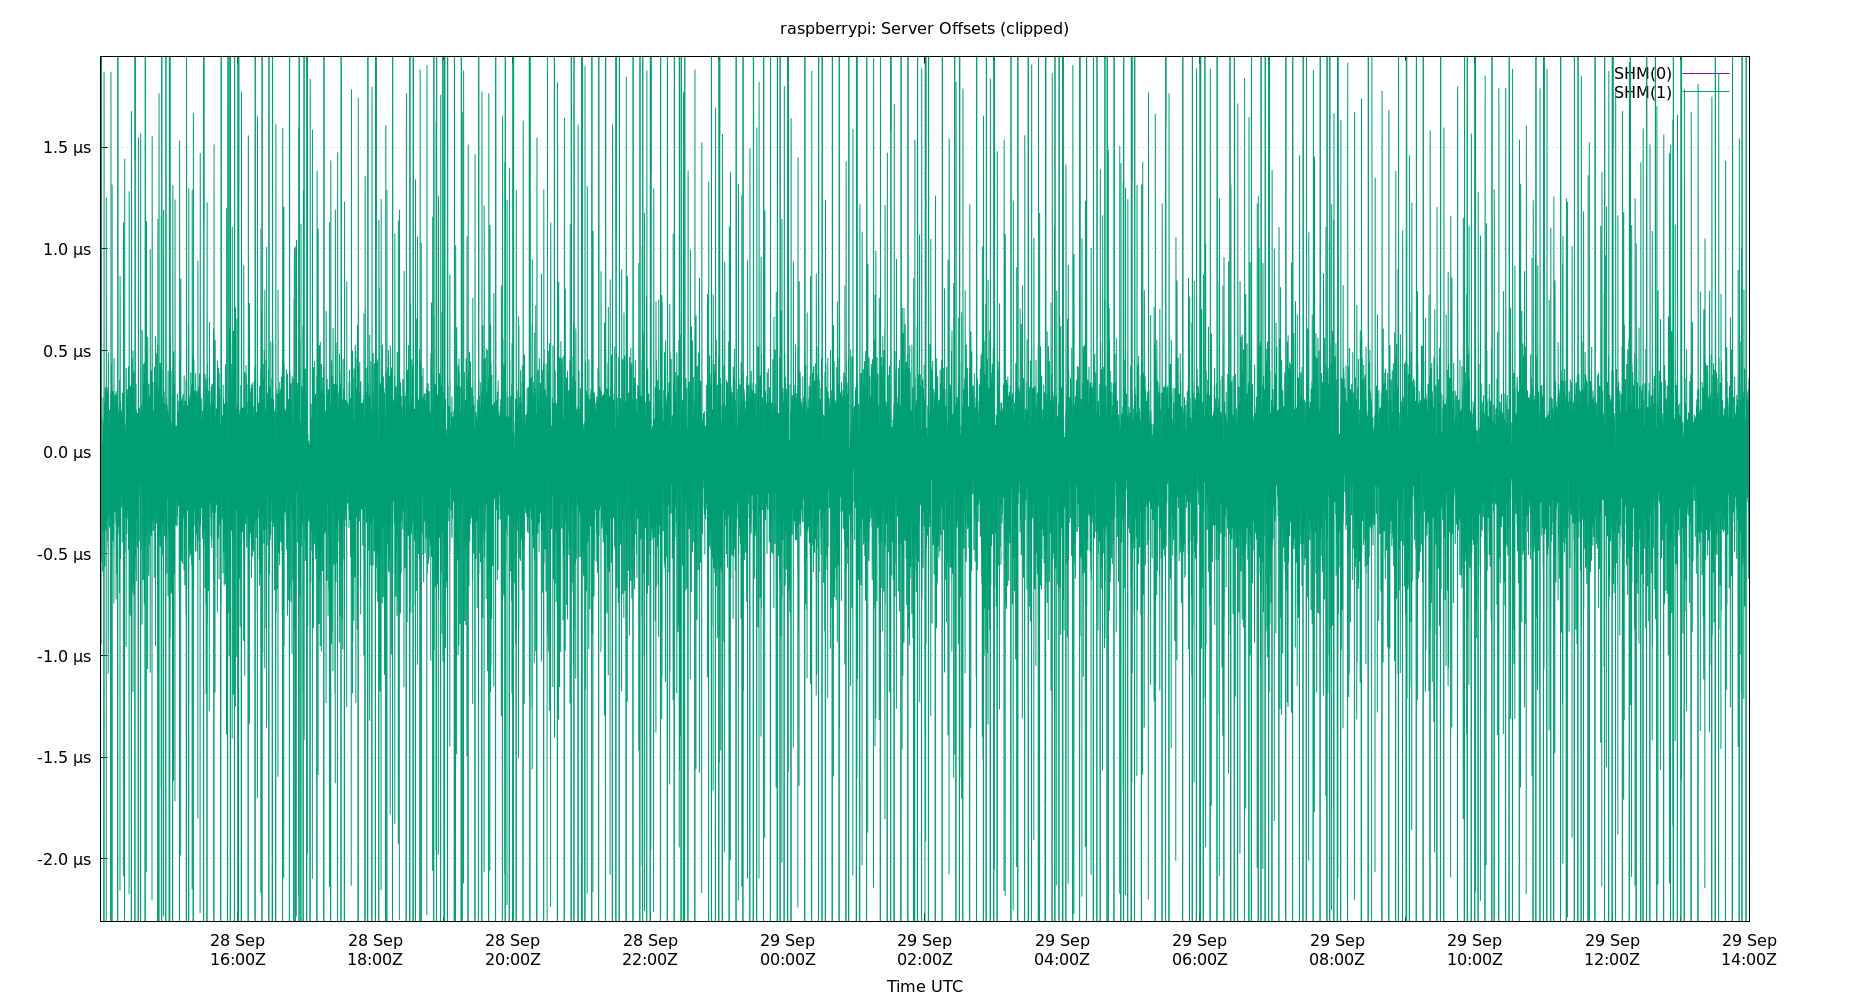 raspberrypi: Server Offsets (clipped)
SHM(0)
SHM(1)
1.5 µs
1.0 µs
0.5 µs
0.0 µs
-0.5 µs
-1.0 µs
-1.5 µs
-2.0 µs
28 Sep 28 Sep 28 Sep 28 Sep 29 Sep 29 Sep 29 Sep 29 Sep 29 Sep 29 Sep 29 Sep 29 Sep
16:00Z 18:00Z 20:00Z 22:00Z 00:00Z 02:00Z 04:00Z 06:00Z 08:00Z 10:00Z 12:00Z 14:00Z
Time UTC